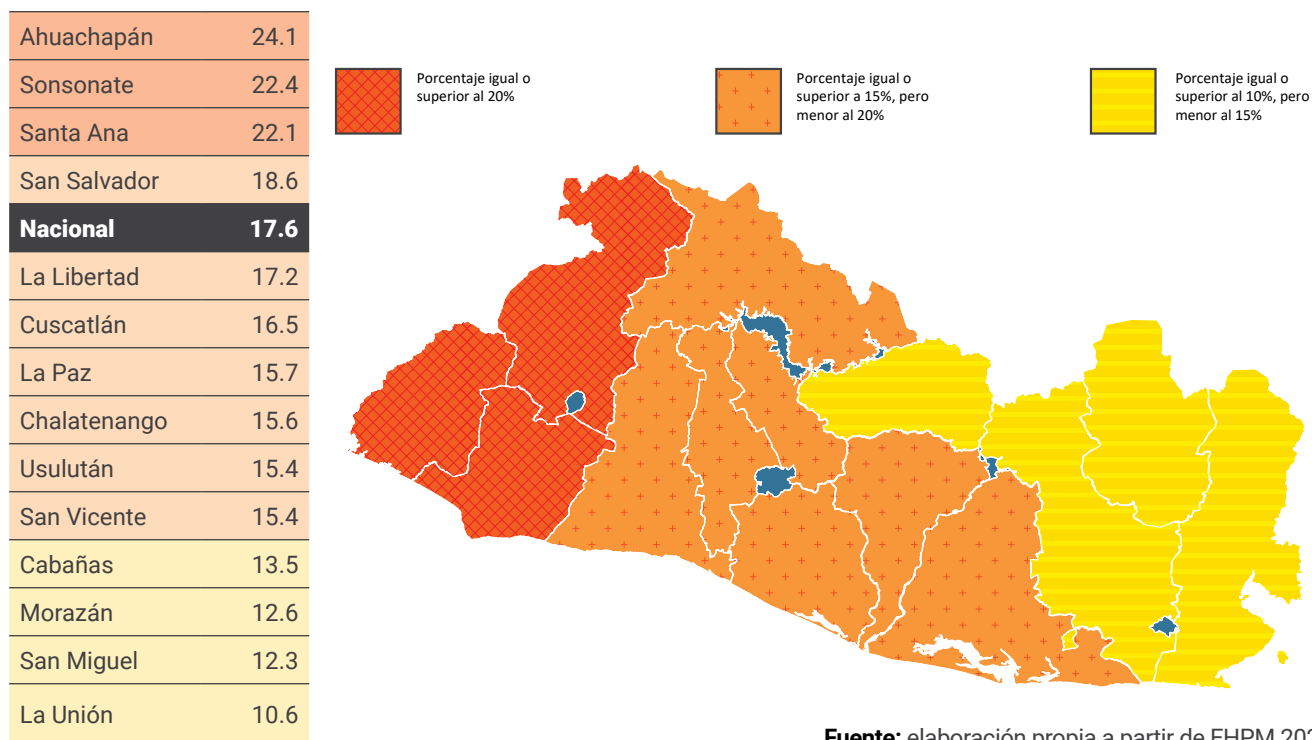 Ahuachapán 24.1
Sonsonate 22.4
Santa Ana 22.1
San Salvador 18.6
Nacional 17.6
La Libertad 17.2
Cuscatlán 16.5
La Paz 15.7
Chalatenango 15.6
Usulután 15.4
San Vicente 15.4
Cabañas 13.5
Morazán 12.6
San Miguel 12.3
La Unión 10.6
Porcentaje igual o
superior al 20%
Porcentaje igual o
superior a 15%, pero
menor al 20%
Porcentaje igual o
superior al 10%, pero
menor al 15%
Fuente: elaboración propia a partir de EHPM